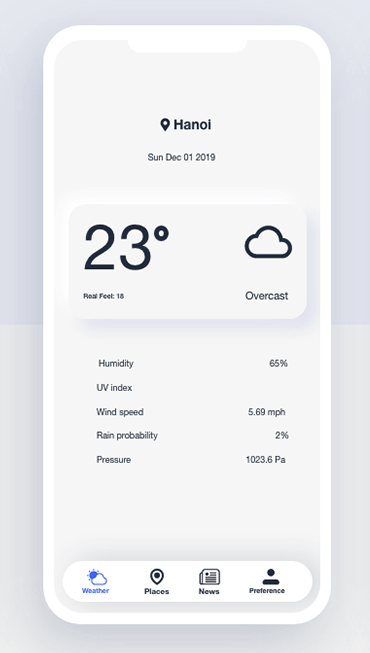 Hanoi
Sun Dec 01 2019
23°
Real Feel: 18
Overcast
Humidity 65%
UV index
Wind speed 5.69 mph
Rain probability 2%
Pressure 1023.6 Pa
Weather Places News Preference